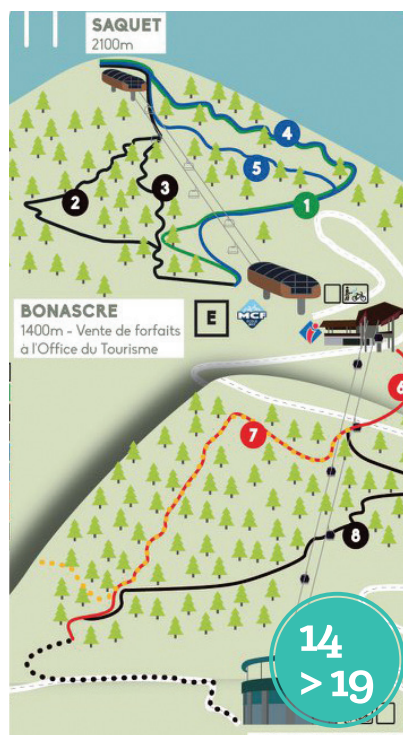 SAQUET
2100m
4
5
2
3
1
BONASCRE
1400m - Vente de forfaits
à l'Office du Tourisme
E
MCF
6
7
8
14
> 19